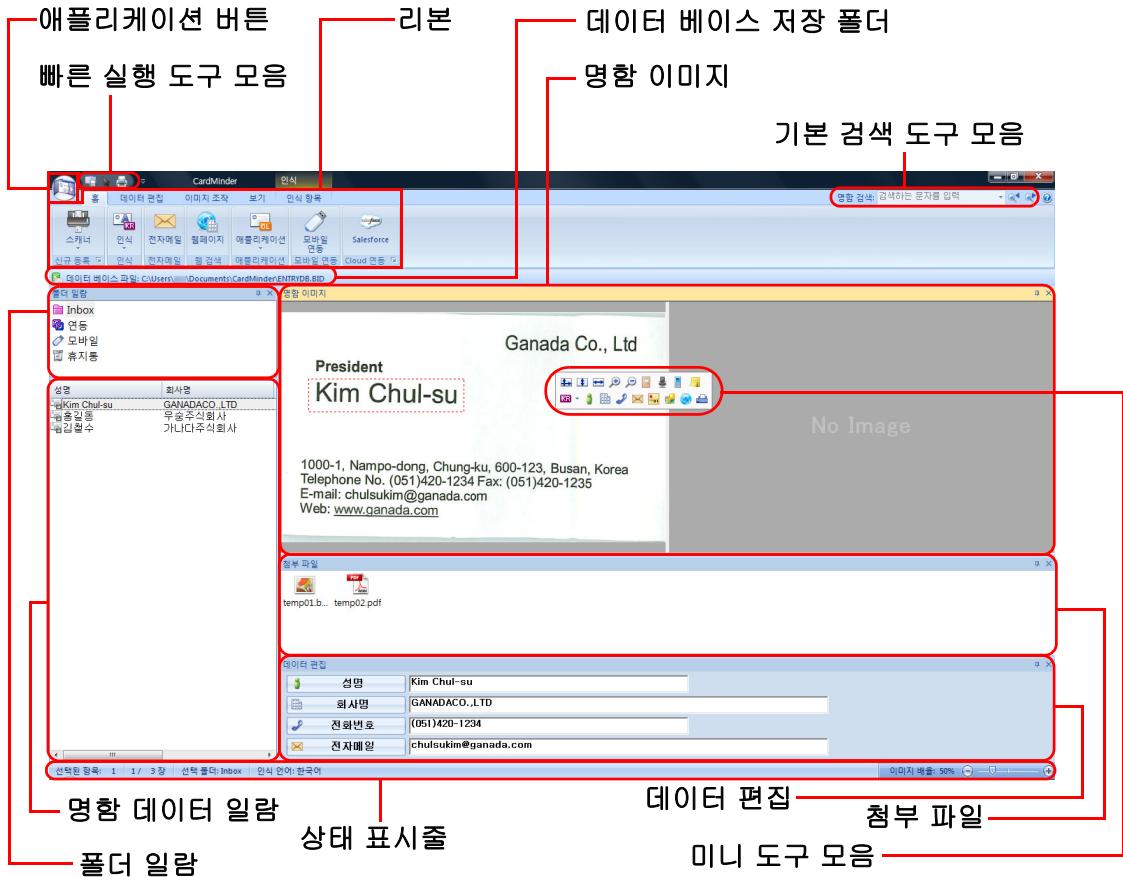 애플리케이션 버튼
리본
데이터 베이스 저장 폴더
빠른 실행 도구 모음
명함 이미지
기본 검색 도구 모음
CardMinder
인식
홈
데이터 편집
이미지 조작
보기
인식 항목
명함 검색:
검색하는 문자를 입력
스캐너
인식
전자메일
웹페이지
애플리케이션
모바일
연동
Salesforce
신규 등록
인식
전자메일
웹 검색
애플리케이션
모바일 연동
Cloud 연동
데이터 베이스 파일: C:\Users\ \Documents\CardMinder\ENTRYDB.BID
폴더 일람
명함 이미지
Inbox
연동
모바일
휴지통
성명
회사명
Kim Chul-su
GANADACO.,LTD
홍길동
우송주식회사
김철수
가나다주식회사
Ganada Co., Ltd
President
Kim Chul-su
1000-1, Nampo-dong, Chung-ku, 600-123, Busan, Korea
Telephone No. (051)420-1234 Fax: (051)420-1235
E-mail: chulsukim@ganada.com
Web: www.ganada.com
No Image
첨부 파일
temp01.b...
temp02.pdf
데이터 편집
성명
Kim Chul-su
회사명
GANADACO.,LTD
전화번호
(051)420-1234
전자메일
chulsukim@ganada.com
선택된 항목: 1
1 / 3 장
선택 폴더: Inbox
인식 언어: 한국어
이미지 배율: 50%
명함 데이터 일람
상태 표시줄
데이터 편집
첨부 파일
폴더 일람
미니 도구 모음